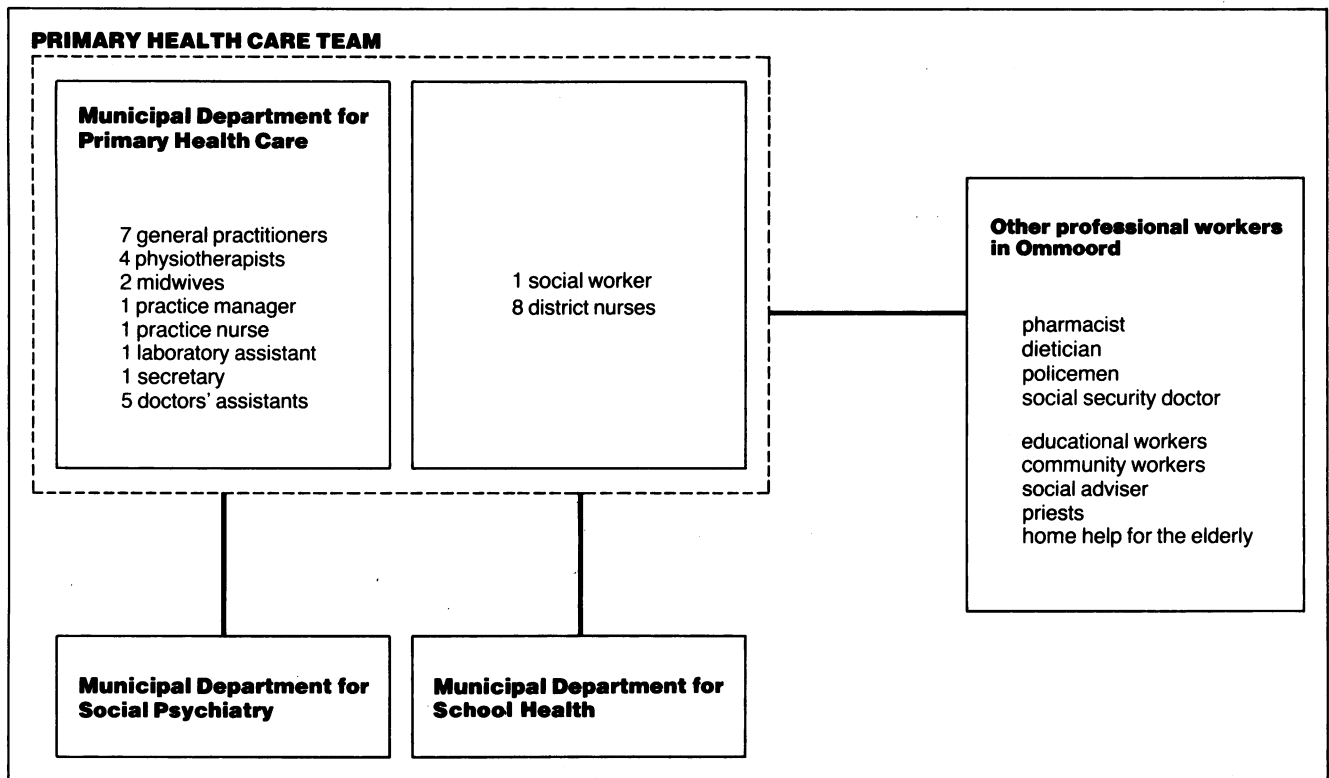 PRIMARY HEALTH CARE TEAM
Municipal Department for
Primary Health Care
7 general practitioners
4 physiotherapists
2 midwives
1 practice manager
1 practice nurse
1 laboratory assistant
1 secretary
5 doctors' assistants
1 social worker
8 district nurses
Other professional workers
in Ommoord
pharmacist
dietician
policemen
social security doctor
educational workers
community workers
social adviser
priests
home help for the elderly
Municipal Department for
Social Psychiatry
Municipal Department for
School Health